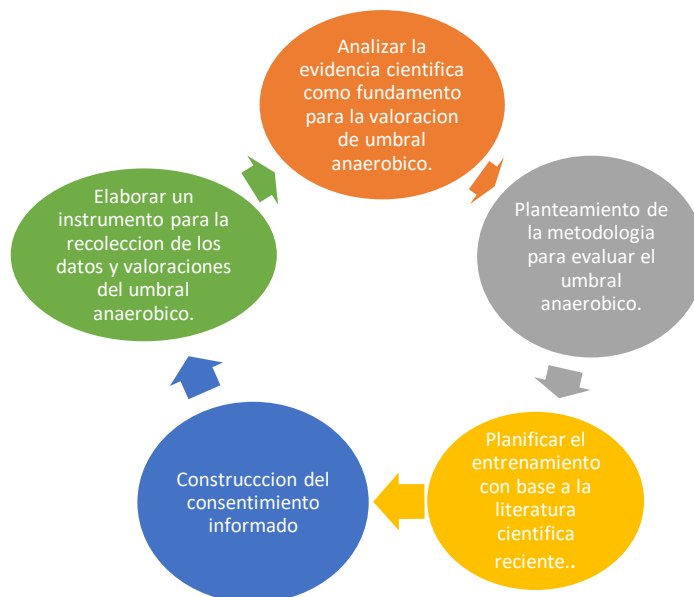 Analizar la
evidencia cientifica
como fundamento
para la valoracion
de umbral
anaerobico.
Planteamiento de
la metodologia
para evaluar el
umbral
anaerobico.
Planificar el
entrenamiento
con base a la
literatura
cientifica
reciente..
Construcccion del
consentimiento
informado
Elaborar un
instrumento para la
recoleccion de los
datos y valoraciones
del umbral
anaerobico.